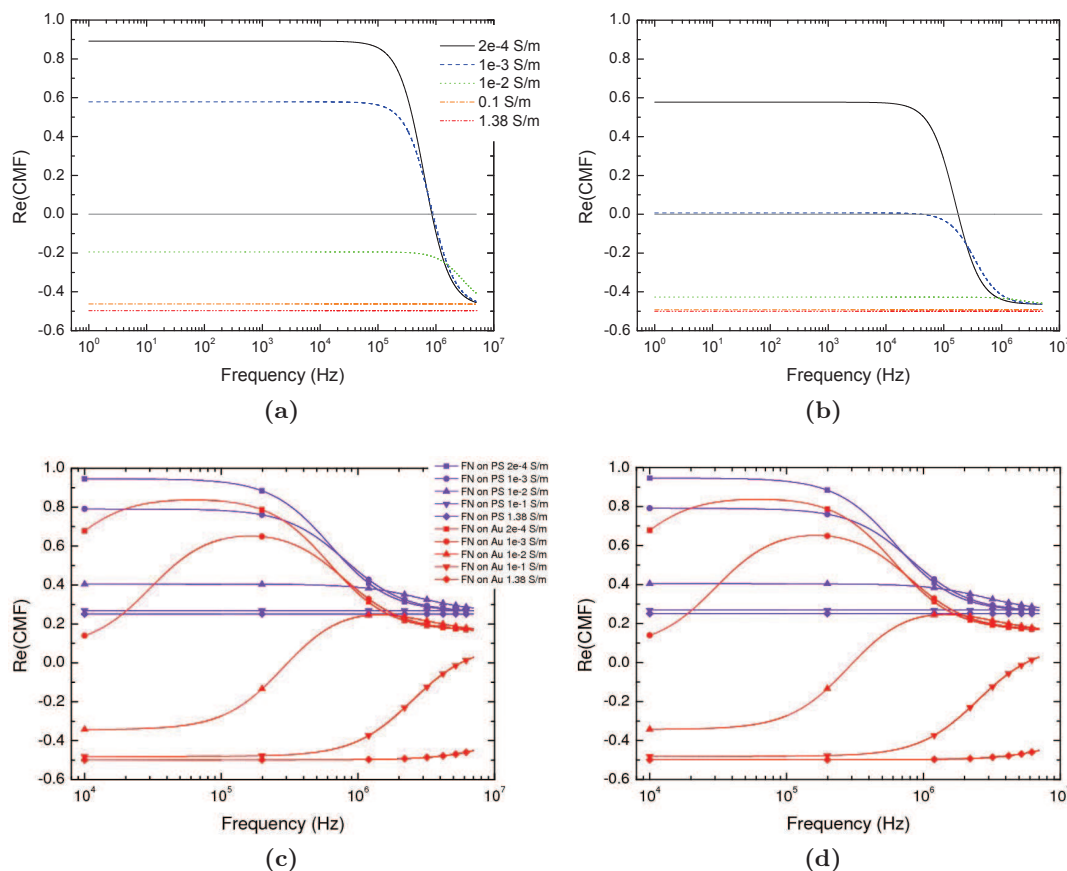 1.0
0.8
0.6
0.4
0.2
0.0
-0.2
-0.4
-0.6
Re(CMF)
2e-4 S/m
1e-3 S/m
1e-2 S/m
0.1 S/m
1.38 S/m
10^0 10^1 10^2 10^3 10^4 10^5 10^6 10^7
Frequency (Hz)
(a)
1.0
0.8
0.6
0.4
0.2
0.0
-0.2
-0.4
-0.6
Re(CMF)
10^0 10^1 10^2 10^3 10^4 10^5 10^6 10^7
Frequency (Hz)
(b)
1.0
0.8
0.6
0.4
0.2
0.0
-0.2
-0.4
-0.6
Re(CMF)
FN on PS 2e-4 S/m
FN on PS 1e-3 S/m
FN on PS 1e-2 S/m
FN on PS 1e-1 S/m
FN on PS 1.38 S/m
FN on Au 2e-4 S/m
FN on Au 1e-3 S/m
FN on Au 1e-2 S/m
FN on Au 1e-1 S/m
FN on Au 1.38 S/m
10^4 10^5 10^6 10^7
Frequency (Hz)
(c)
1.0
0.8
0.6
0.4
0.2
0.0
-0.2
-0.4
-0.6
Re(CMF)
10^4 10^5 10^6 10^7
Frequency (Hz)
(d)